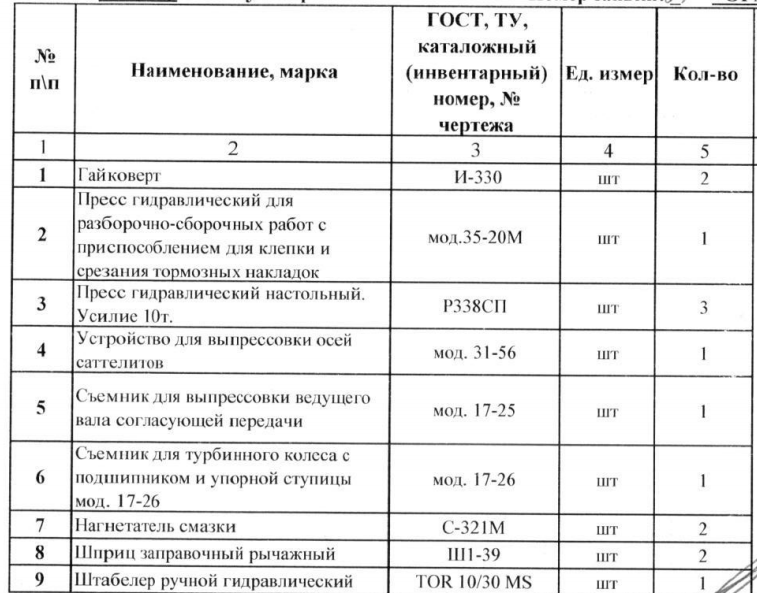 № п\п | Наименование, марка | ГОСТ, ТУ, каталожный (инвентарный) номер, № чертежа | Ед. измер | Кол-во
1 | 2 | 3 | 4 | 5
1 | Гайковерт | И-330 | шт | 2
2 | Пресс гидравлический для
разборочно-сборочных работ с
приспособлением для клепки и
срезания тормозных накладок | мод.35-20М | шт | 1
3 | Пресс гидравлический настольный.
Усилие 10т. | Р338СП | шт | 3
4 | Устройство для выпрессовки осей
саттелитов | мод. 31-56 | шт | 1
5 | Съемник для выпрессовки ведущего
вала согласующей передачи | мод. 17-25 | шт | 1
6 | Съемник для турбинного колеса с
подшипником и упорной ступицы
мод. 17-26 | мод. 17-26 | шт | 1
7 | Нагнетатель смазки | С-321М | шт | 2
8 | Шприц заправочный рычажный | Ш1-39 | шт | 2
9 | Штабелер ручной гидравлический | TOR 10/30 MS | шт | 1